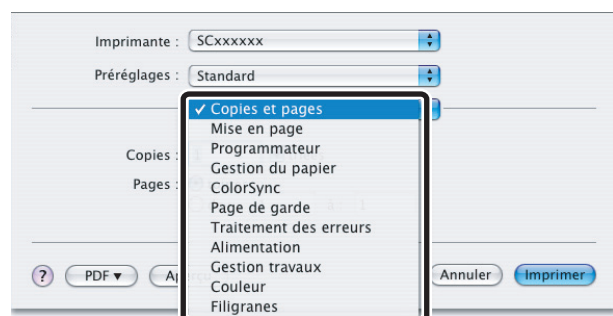 Imprimante : SCxxxxxx
Préréglages : Standard
✓ Copies et pages
Mise en page
Programmateur
Copies :
Gestion du papier
Pages :
ColorSync
Page de garde
Traitement des erreurs
Alimentation
Gestion travaux
? PDF ▼ Annuler Imprimer
Couleur
Filigranes